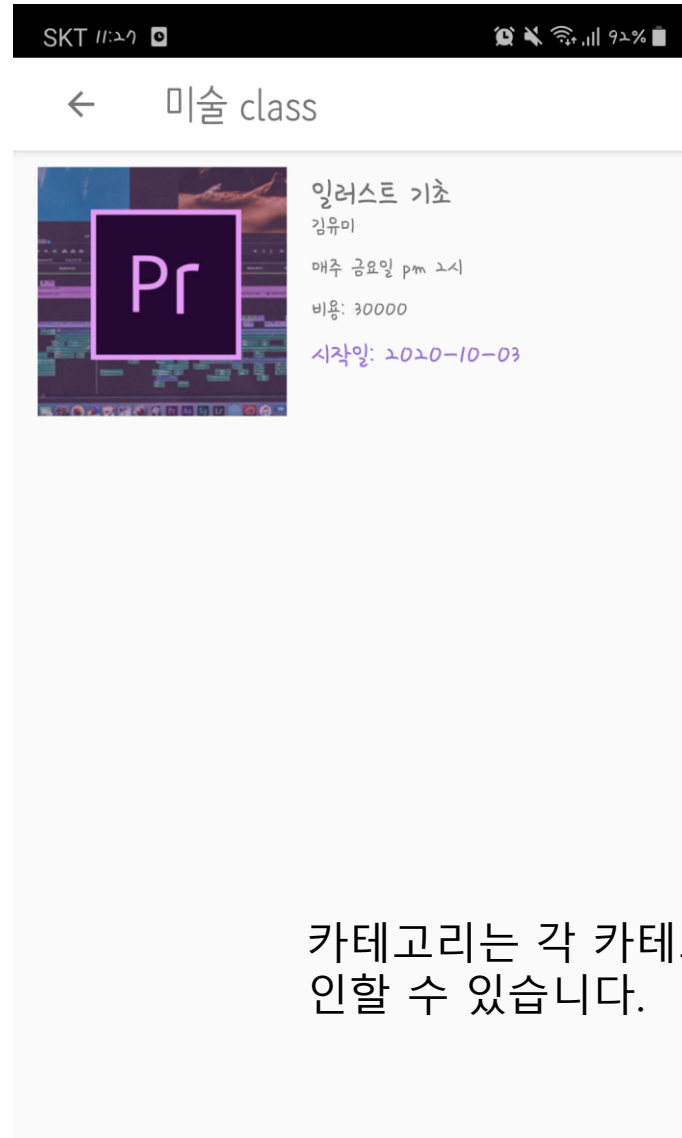 SKT 11:27 92%
미술 class
Pr
일러스트 기초
김유미
매주 금요일 pm 2시
비용: 30000
시작일: 2020-10-03
카테고리는 각 카테
인할 수 있습니다.